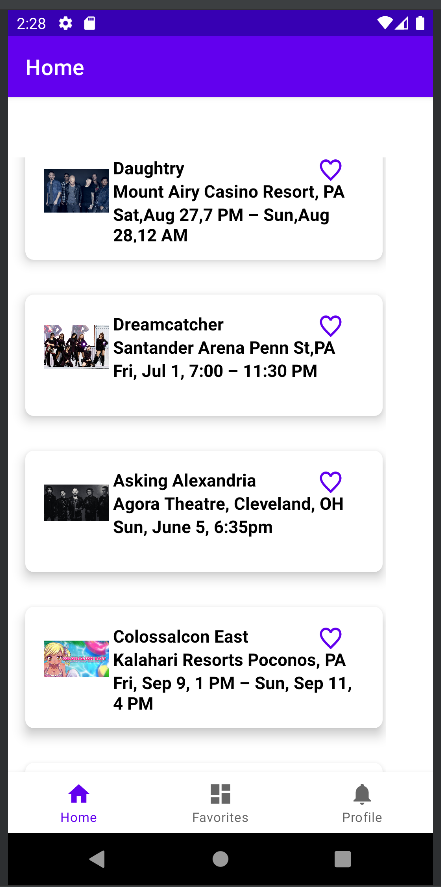 2:28
Home
Daughtry
Mount Airy Casino Resort, PA
Sat,Aug 27,7 PM – Sun,Aug
28,12 AM
Dreamcatcher
Santander Arena Penn St,PA
Fri, Jul 1, 7:00 – 11:30 PM
Asking Alexandria
Agora Theatre, Cleveland, OH
Sun, June 5, 6:35pm
Colossalcon East
Kalahari Resorts Poconos, PA
Fri, Sep 9, 1 PM – Sun, Sep 11,
4 PM
Home
Favorites
Profile